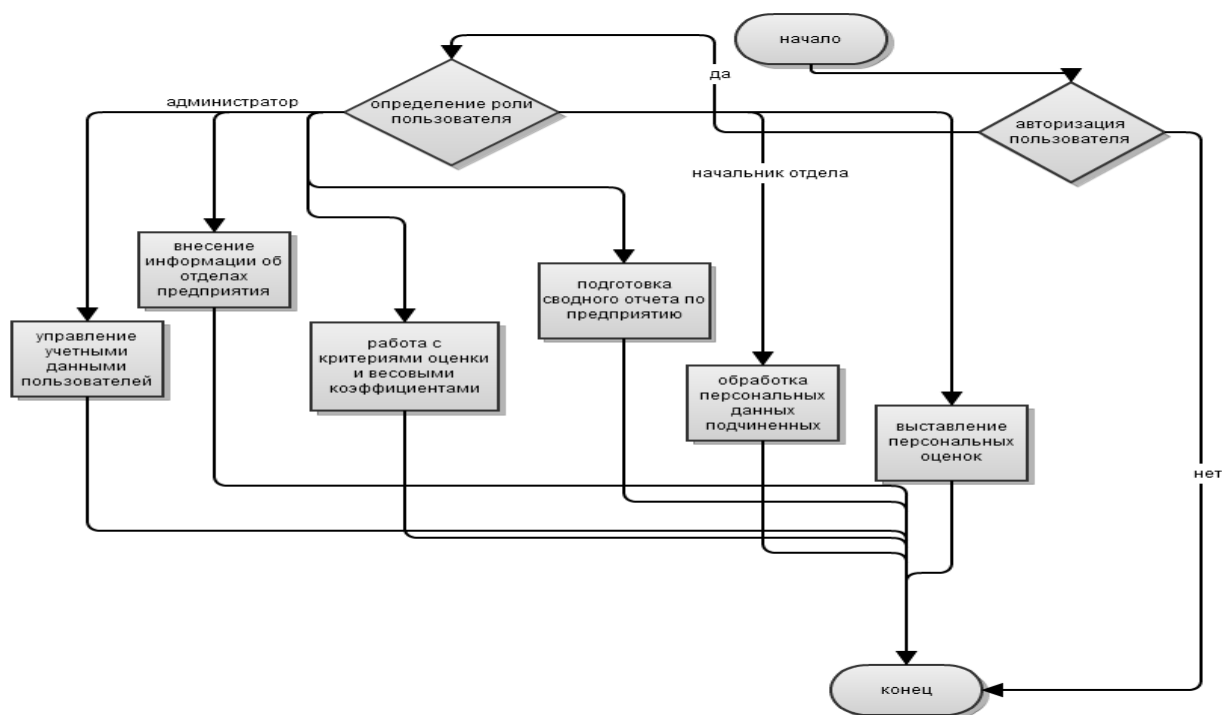 начало
да
администратор
определение роли
пользователя
авторизация
пользователя
начальник отдела
внесение
информации об
отделах
предприятия
подготовка
сводного отчета по
предприятию
управление
учетными
данными
пользователей
работа с
критериями оценки
и весовыми
коэффициентами
обработка
персональных
данных
подчиненных
выставление
персональных
оценок
нет
конец